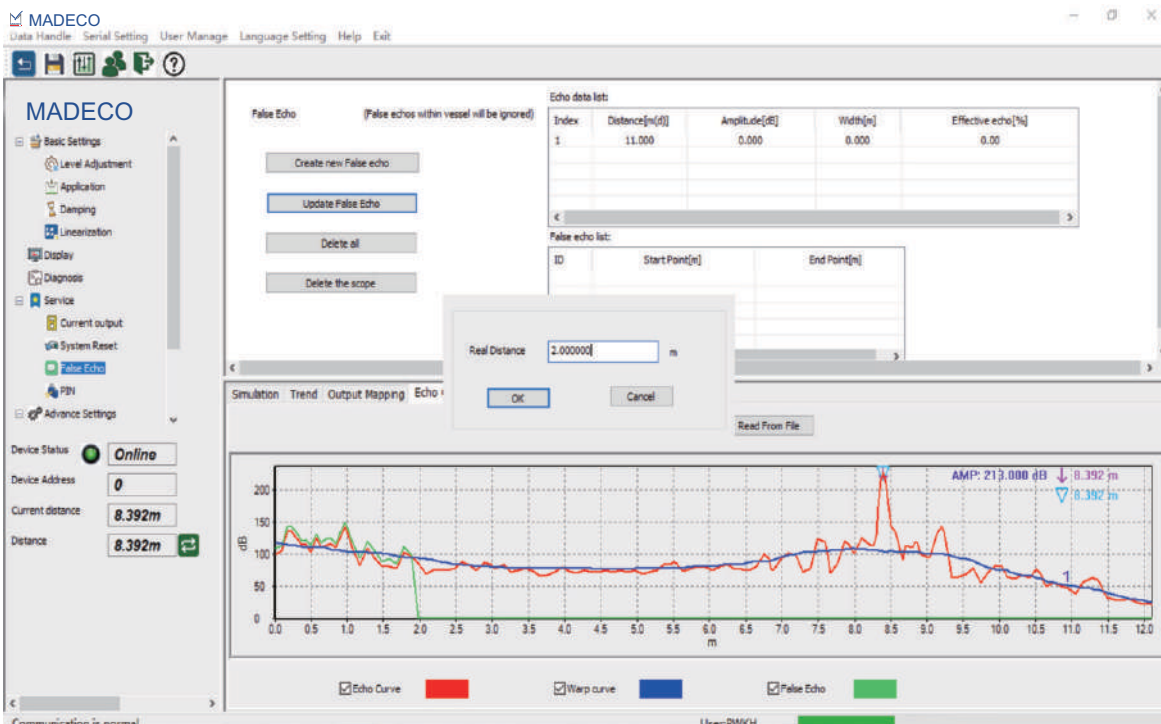 MADECO
Data Handle Serial Setting User Manage Language Setting Help Exit
MADECO
Basic Settings
Level Adjustment
Application
Damping
Linearization
Display
Diagnosis
Service
Current output
System Reset
False Echo
PIN
Advance Settings
Device Status Online
Device Address 0
Current distance 8.392m
Distance 8.392m
False Echo (False echos within vessel will be ignored)
Create new False echo
Update False Echo
Delete all
Delete the scope
Echo data list:
Index Distance[m(d)] Amplitude[dB] Width[m] Effective echo[%]
1 11.000 0.000 0.000 0.00
False echo list:
ID Start Point[m] End Point[m]
Real Distance 2.000000 m
OK Cancel
Simulation Trend Output Mapping Echo
Read From File
AMP: 213.000 dB 8.392 m
8.392 m
200
150
100
50
0
dB
1
0.0 0.5 1.0 1.5 2.0 2.5 3.0 3.5 4.0 4.5 5.0 5.5 6.0 6.5 7.0 7.5 8.0 8.5 9.0 9.5 10.0 10.5 11.0 11.5 12.0
m
Echo Curve Warp curve False Echo
Communication is normal User:PWKH